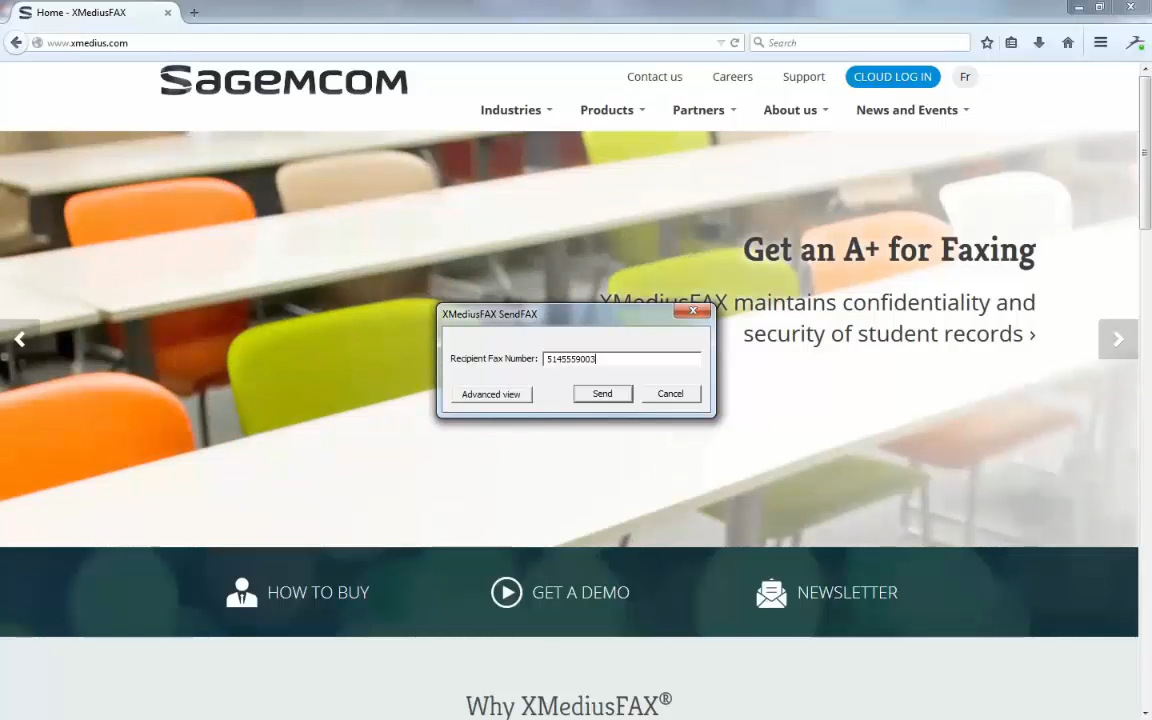 Home - XMediusFAX
www.xmedius.com
Search
SAGEMCOM
Contact us
Careers
Support
CLOUD LOG IN
Fr
Industries
Products
Partners
About us
News and Events
Get an A+ for Faxing
XMediusFAX maintains confidentiality and
security of student records ›
XMediusFAX SendFAX
Recipient Fax Number: 5145559003
Advanced view
Send
Cancel
HOW TO BUY
GET A DEMO
NEWSLETTER
Why XMediusFAX®